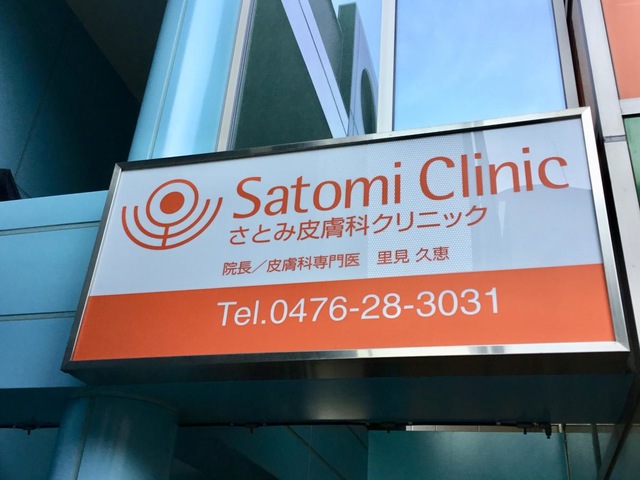 Satomi Clinic
さとみ皮膚科クリニック
院長／皮膚科専門医　里見 久恵
Tel.0476-28-3031